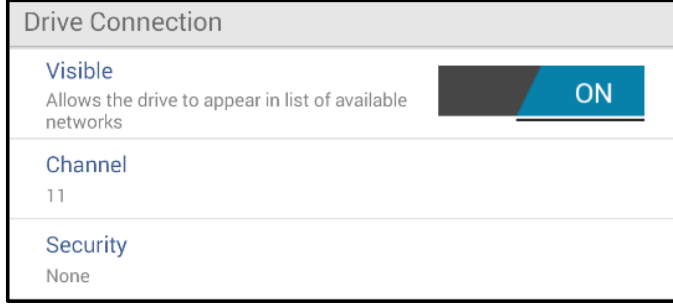 Drive Connection
Visible
Allows the drive to appear in list of available
networks
ON
Channel
11
Security
None